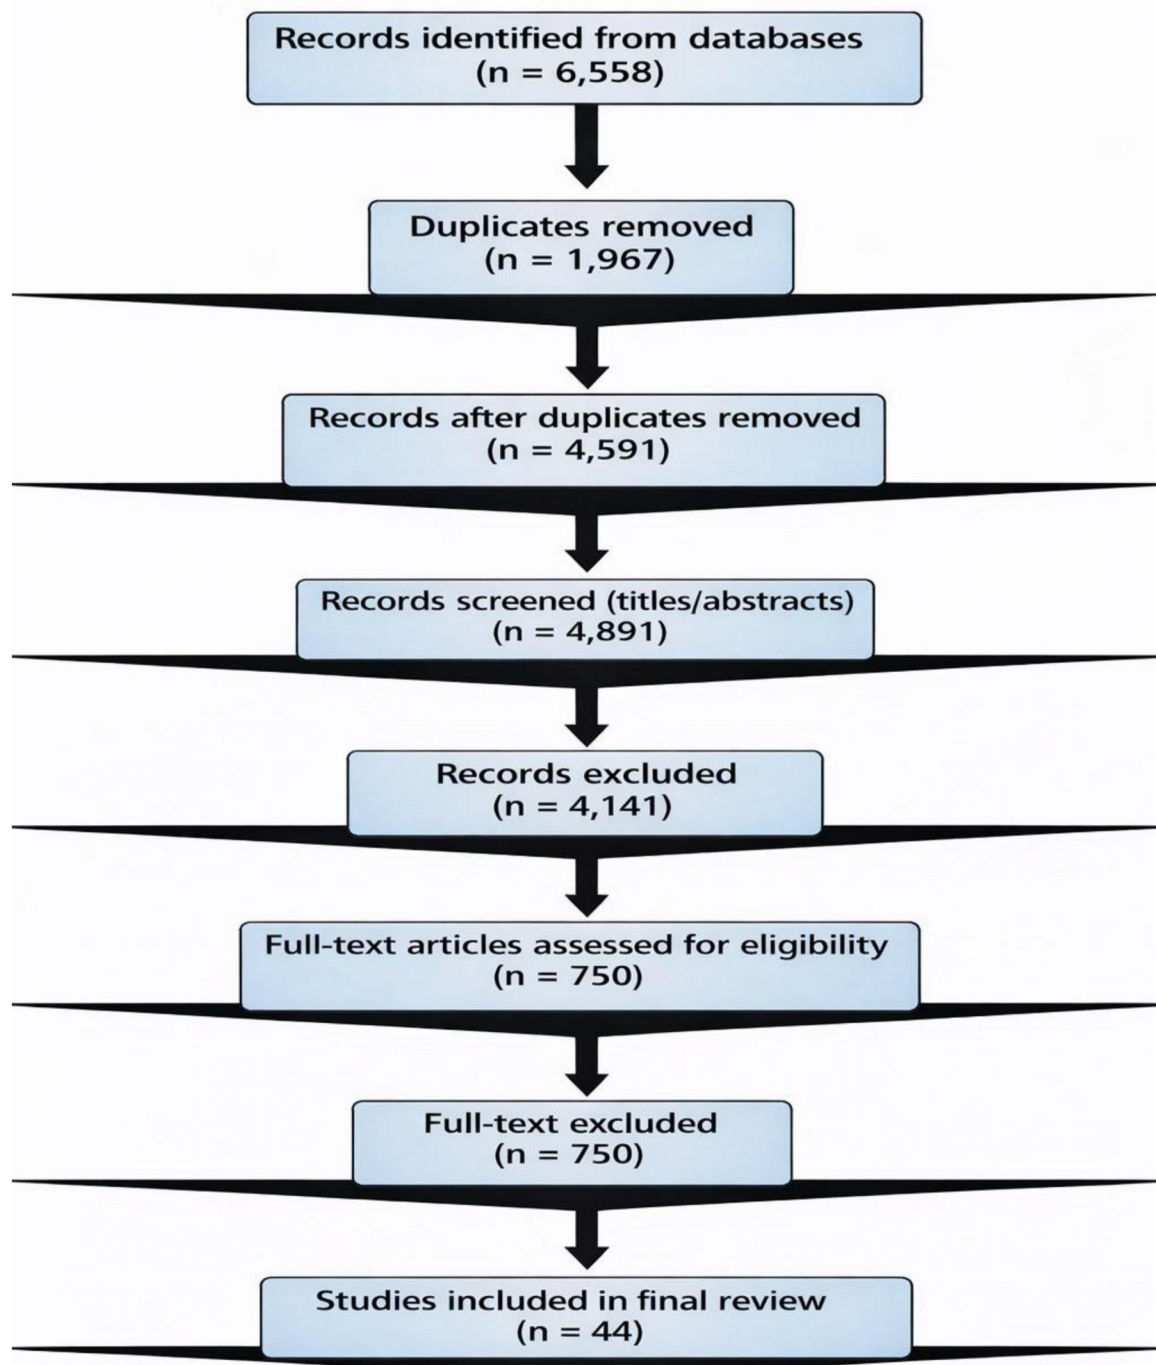 Records identified from databases
(n = 6,558)
Duplicates removed
(n = 1,967)
Records after duplicates removed
(n = 4,591)
Records screened (titles/abstracts)
(n = 4,891)
Records excluded
(n = 4,141)
Full-text articles assessed for eligibility
(n = 750)
Full-text excluded
(n = 750)
Studies included in final review
(n = 44)